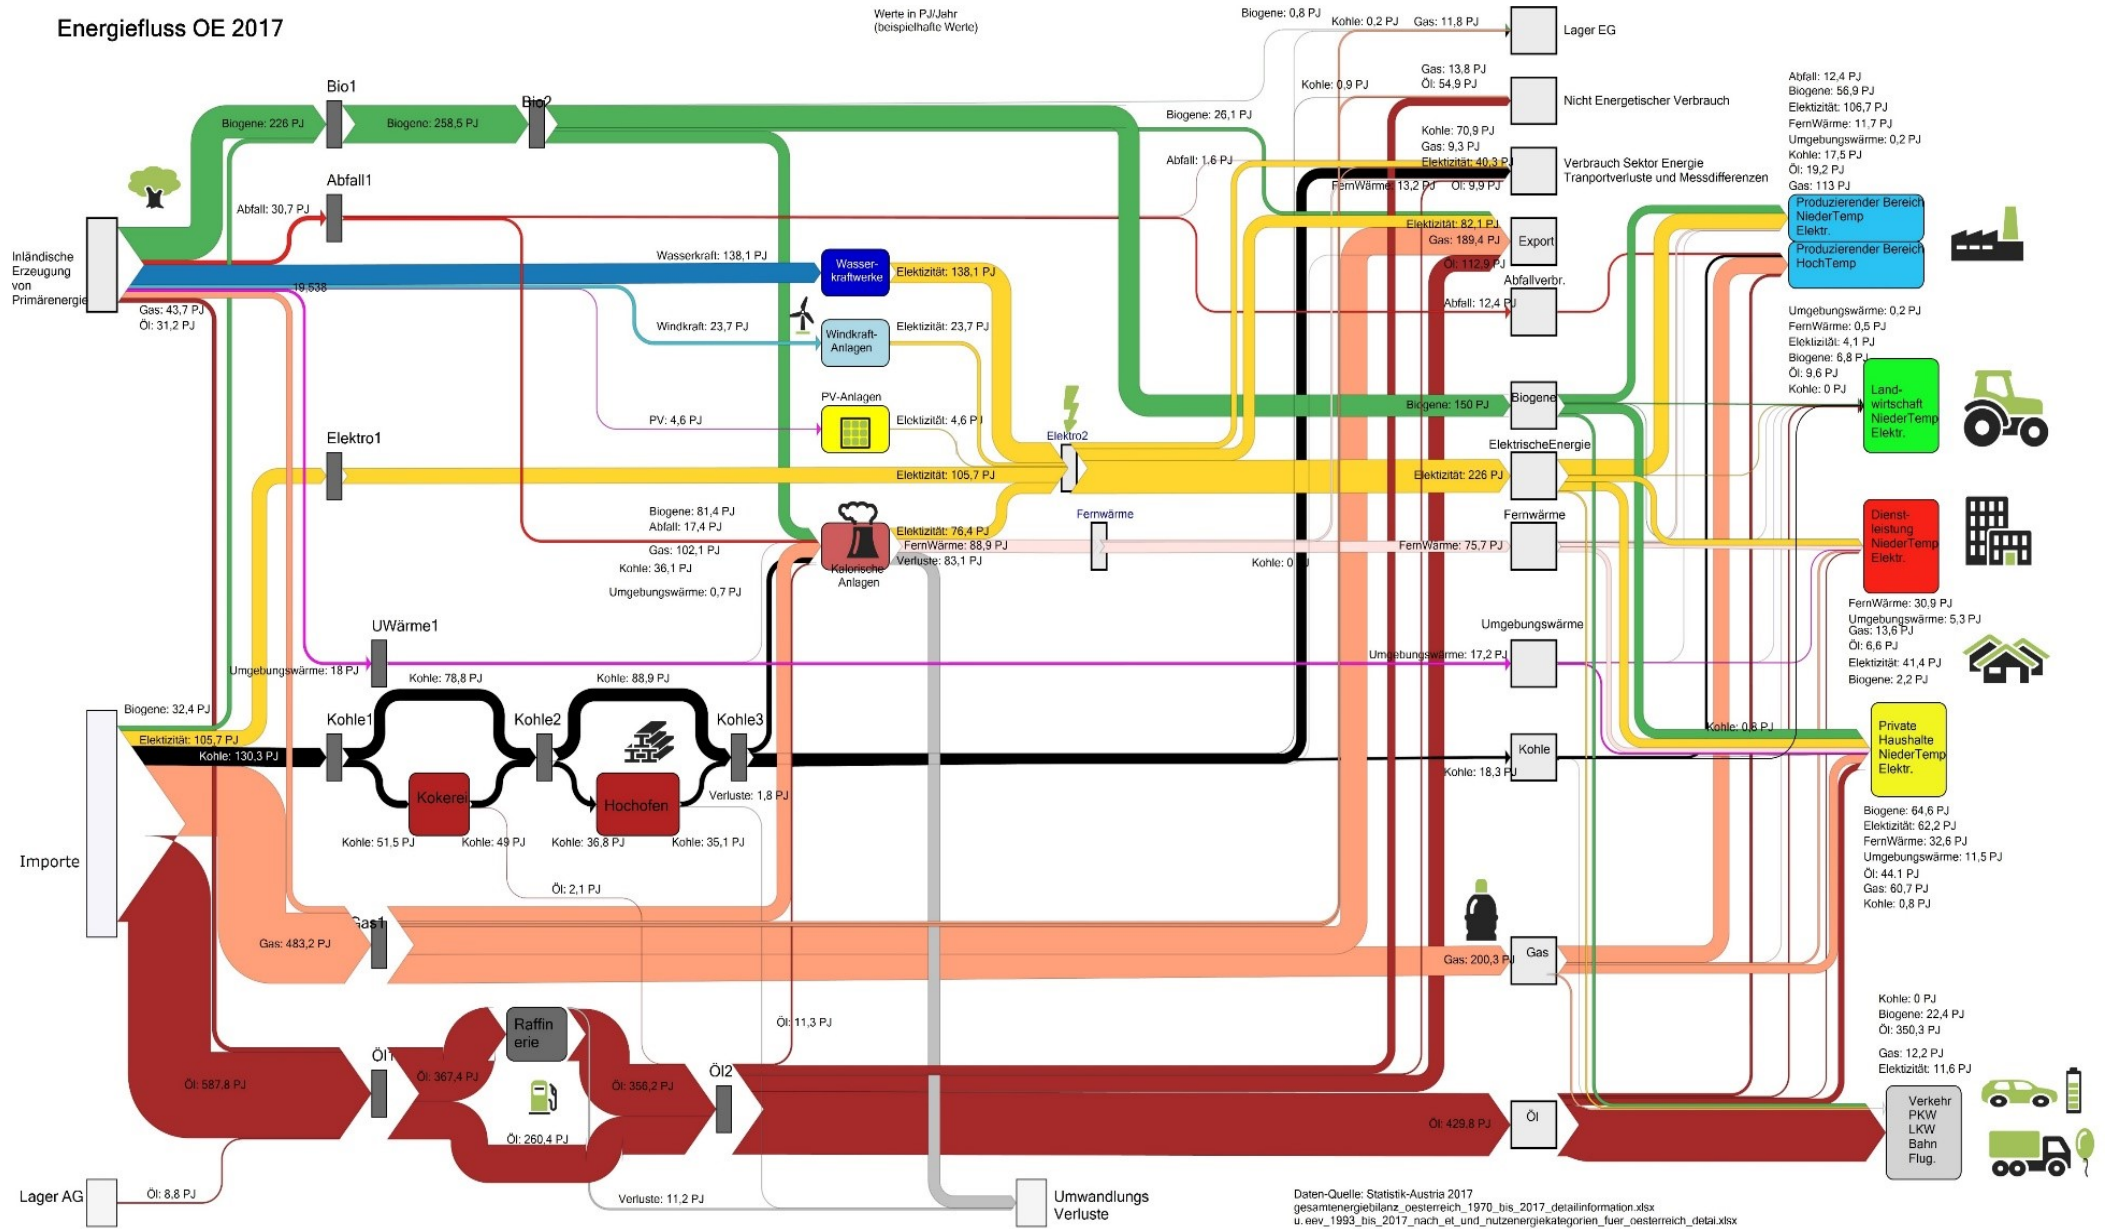 Energiefluss OE 2017
Werte in PJ/Jahr
(beispielhafte Werte)
Biogene: 0,8 PJ
Kohle: 0,2 PJ
Gas: 11,8 PJ
Lager EG
Gas: 13,8 PJ
Öl: 54,9 PJ
Kohle: 0,9 PJ
Nicht Energetischer Verbrauch
Biogene: 26,1 PJ
Kohle: 70,9 PJ
Gas: 9,3 PJ
Elektizität: 40,3 PJ
Abfall: 1,6 PJ
FernWärme: 13,2 PJ
Öl: 9,9 PJ
Verbrauch Sektor Energie
Tranportverluste und Messdifferenzen
Abfall: 12,4 PJ
Biogene: 56,9 PJ
Elektizität: 106,7 PJ
FernWärme: 11,7 PJ
Umgebungswärme: 0,2 PJ
Kohle: 17,5 PJ
Öl: 19,2 PJ
Gas: 113 PJ
Produzierender Bereich
NiederTemp
Elektr.
Produzierender Bereich
HochTemp
Bio1
Bio2
Biogene: 226 PJ
Biogene: 258,5 PJ
Abfall1
Abfall: 30,7 PJ
Inländische
Erzeugung
von
Primärenergie
19,538
Gas: 43,7 PJ
Öl: 31,2 PJ
Wasserkraft: 138,1 PJ
Wasser-
kraftwerke
Elektizität: 138,1 PJ
Windkraft: 23,7 PJ
Windkraft-
Anlagen
Elektizität: 23,7 PJ
PV-Anlagen
PV: 4,6 PJ
Elektizität: 4,6 PJ
Elektizität: 82,1 PJ
Gas: 189,4 PJ
Öl: 112,9 PJ
Export
Abfallverbr.
Abfall: 12,4 PJ
Umgebungswärme: 0,2 PJ
FernWärme: 0,5 PJ
Elektizität: 4,1 PJ
Biogene: 6,8 PJ
Öl: 9,6 PJ
Kohle: 0 PJ
Land-
wirtschaft
NiederTemp
Elektr.
Biogene: 150 PJ
Biogene
Elektro1
Elektro2
Elektizität: 105,7 PJ
Elektizität: 226 PJ
ElektrischeEnergie
Biogene: 81,4 PJ
Abfall: 17,4 PJ
Gas: 102,1 PJ
Kohle: 36,1 PJ
Umgebungswärme: 0,7 PJ
Kalorische
Anlagen
Elektizität: 76,4 PJ
FernWärme: 88,9 PJ
Verluste: 83,1 PJ
Fernwärme
FernWärme: 75,7 PJ
Kohle: 0
Fernwärme
Dienst-
leistung
NiederTemp
Elektr.
FernWärme: 30,9 PJ
Umgebungswärme: 5,3 PJ
Gas: 13,6 PJ
Öl: 6,6 PJ
Elektizität: 41,4 PJ
Biogene: 2,2 PJ
UWärme1
Umgebungswärme: 18 PJ
Umgebungswärme: 17,2 PJ
Umgebungswärme
Biogene: 32,4 PJ
Elektizität: 105,7 PJ
Kohle: 130,3 PJ
Importe
Kohle1
Kohle: 78,8 PJ
Kohle2
Kohle: 88,9 PJ
Kohle3
Kokerei
Hochofen
Kohle: 51,5 PJ
Kohle: 49 PJ
Kohle: 36,8 PJ
Kohle: 35,1 PJ
Verluste: 1,8 PJ
Öl: 2,1 PJ
Kohle: 18,3 PJ
Kohle
Kohle: 0,8 PJ
Private
Haushalte
NiederTemp
Elektr.
Biogene: 64,6 PJ
Elektizität: 62,2 PJ
FernWärme: 32,6 PJ
Umgebungswärme: 11,5 PJ
Öl: 44.1 PJ
Gas: 60,7 PJ
Kohle: 0,8 PJ
Gas1
Gas: 483,2 PJ
Gas: 200,3 PJ
Gas
Öl1
Öl: 587,8 PJ
Öl: 367,4 PJ
Raffin
erie
Öl: 356,2 PJ
Öl: 260,4 PJ
Öl2
Öl: 11,3 PJ
Öl: 429,8 PJ
Öl
Kohle: 0 PJ
Biogene: 22,4 PJ
Öl: 350,3 PJ
Gas: 12,2 PJ
Elektizität: 11,6 PJ
Verkehr
PKW
LKW
Bahn
Flug.
Lager AG
Öl: 8,8 PJ
Verluste: 11,2 PJ
Umwandlungs
Verluste
Daten-Quelle: Statistik-Austria 2017
gesamtenergiebilanz_oesterreich_1970_bis_2017_detailinformation.xlsx
u. eev_1993_bis_2017_nach_et_und_nutzenergiekategorien_fuer_oesterreich_detai.xlsx